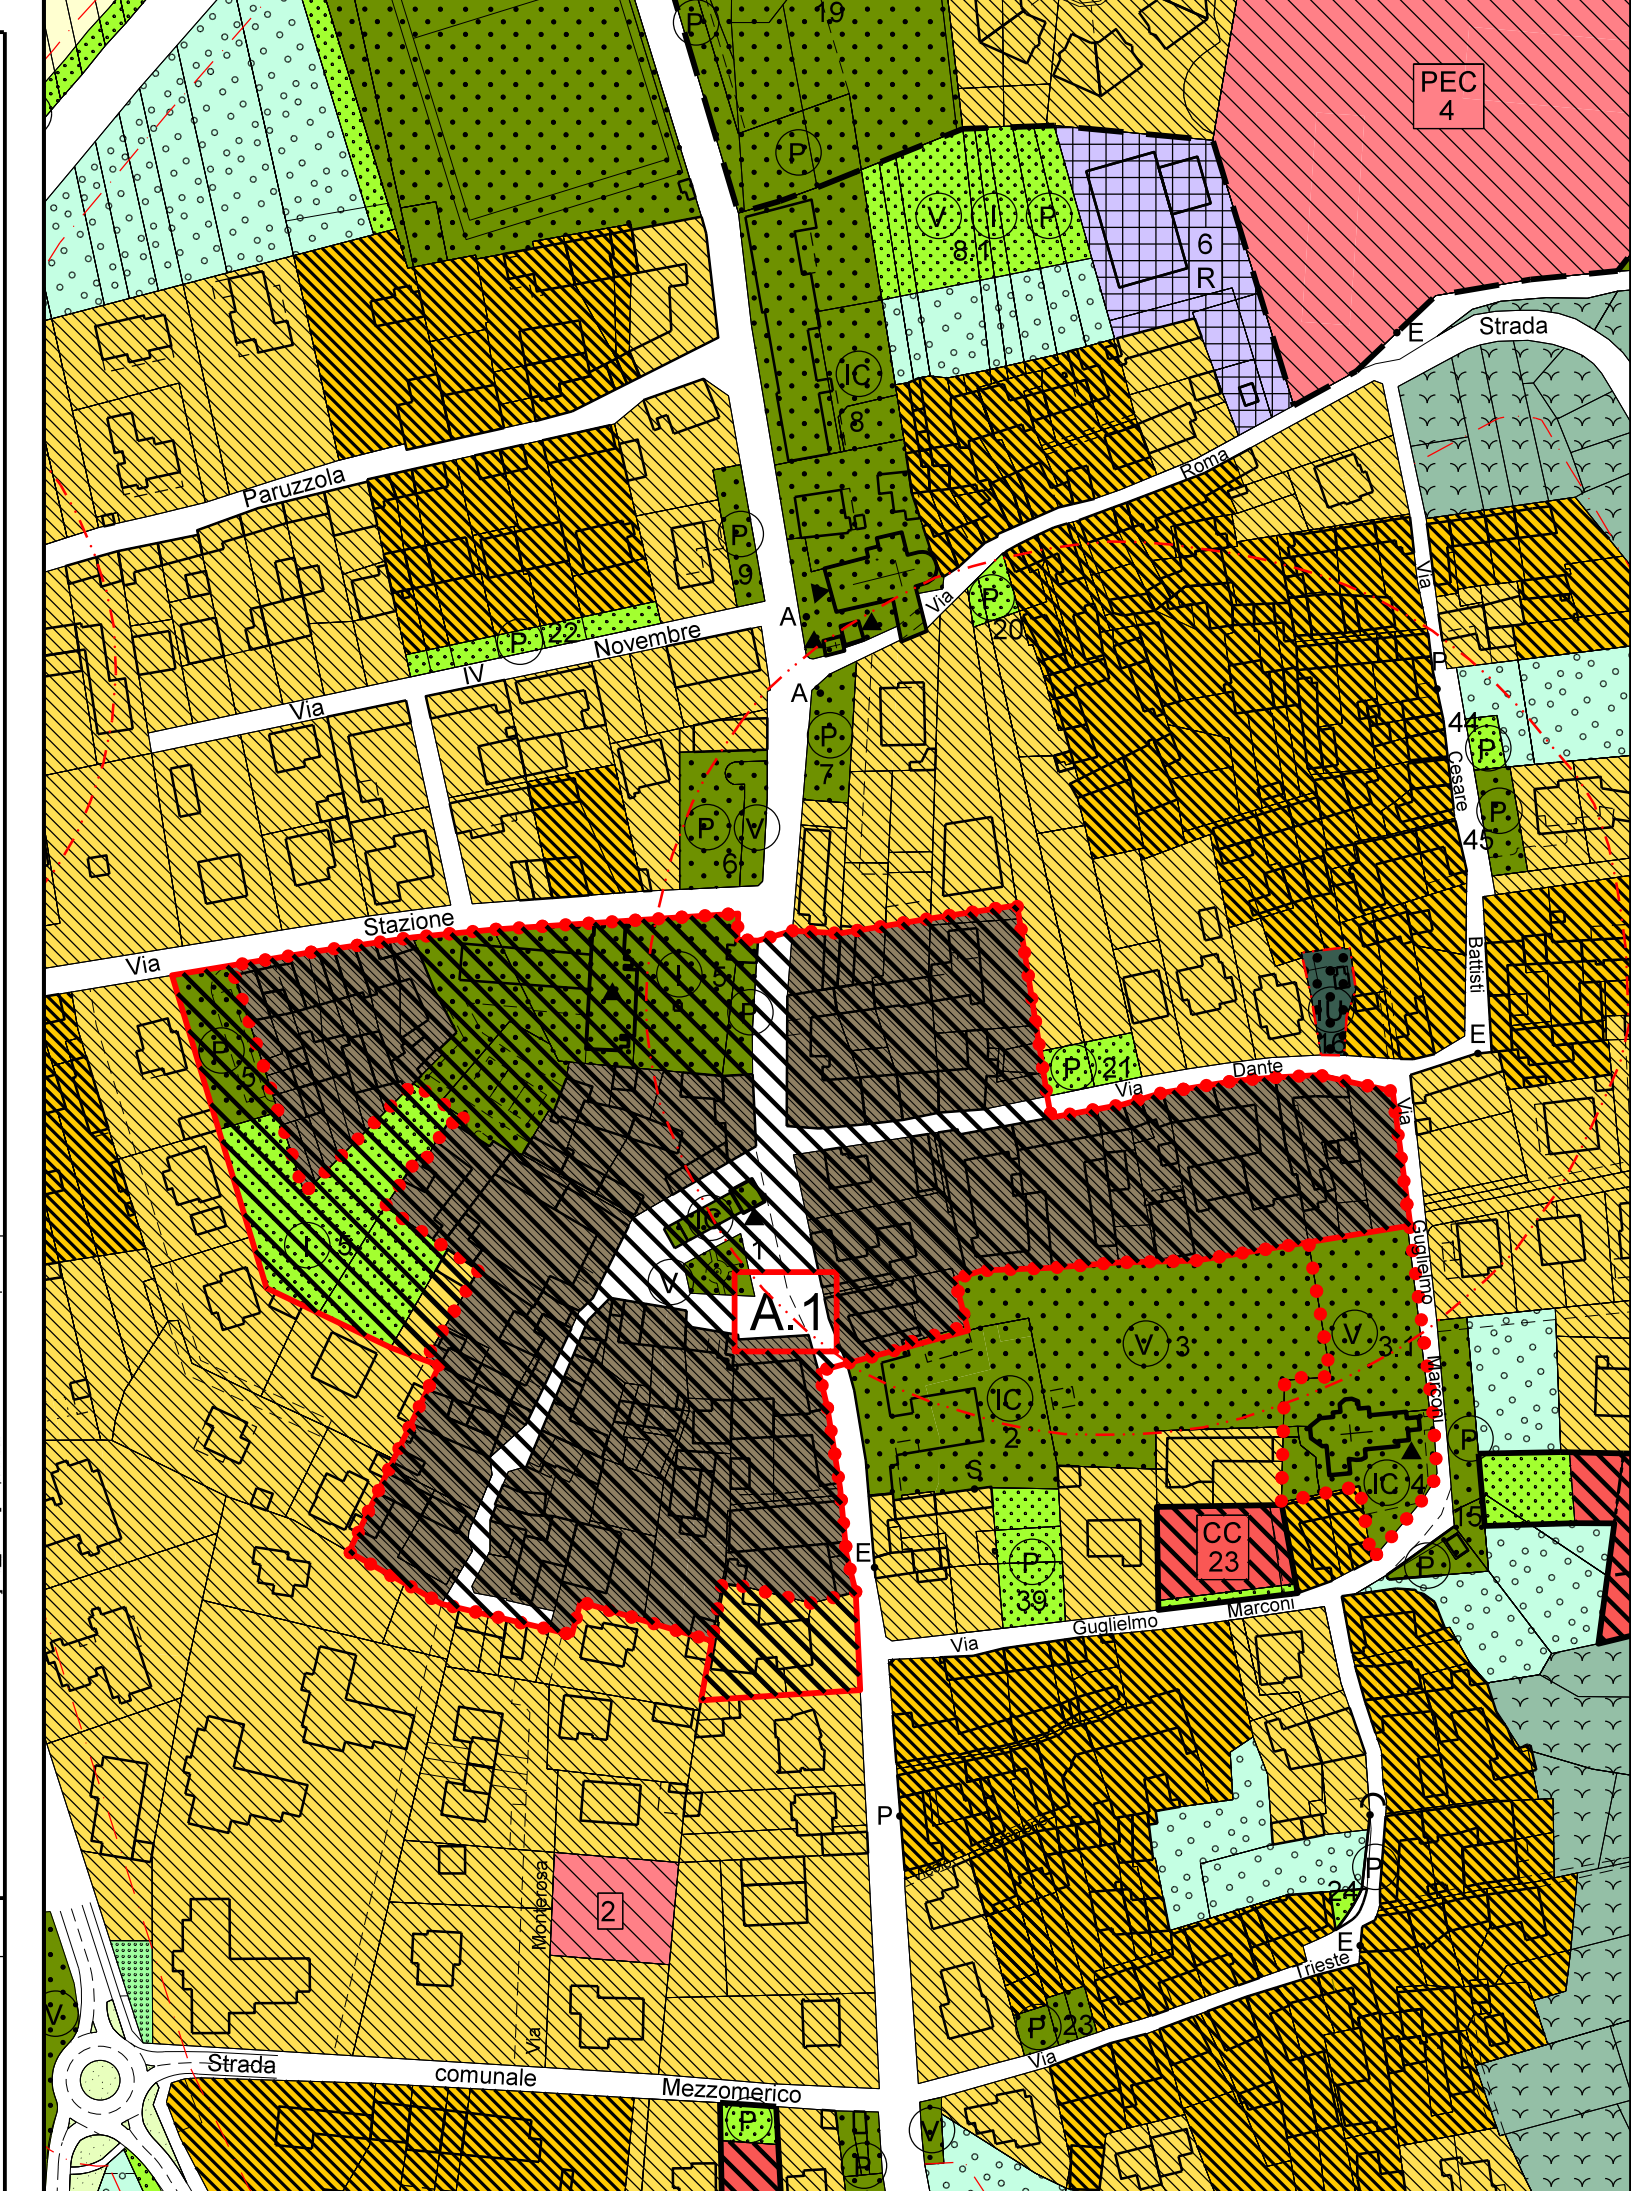 19
P
PEC
4
P
V
I
P
8.1
6
R
E
Strada
IC
8
Roma
Paruzzola
P
9
Via
P
20
Via
P
22
Novembre
IV
Via
A
A
P
P
7
44
P
Cesare
P
45
P
V
6
Stazione
Via
Battisti
E
I
5
P
16
P
5
P
21
Dante
Via
Via
I
5
IC
1
V
A.1
Guglielmo
V
3
V
3.1
Marconi
IC
2
S
P
IC
4
15
P
CC
23
E
P
39
Marconi
Guglielmo
Via
P
P
24
E
Trieste
Monterosa
2
Via
P
23
Via
V
Strada
comunale
Mezzomerico
P
V
P